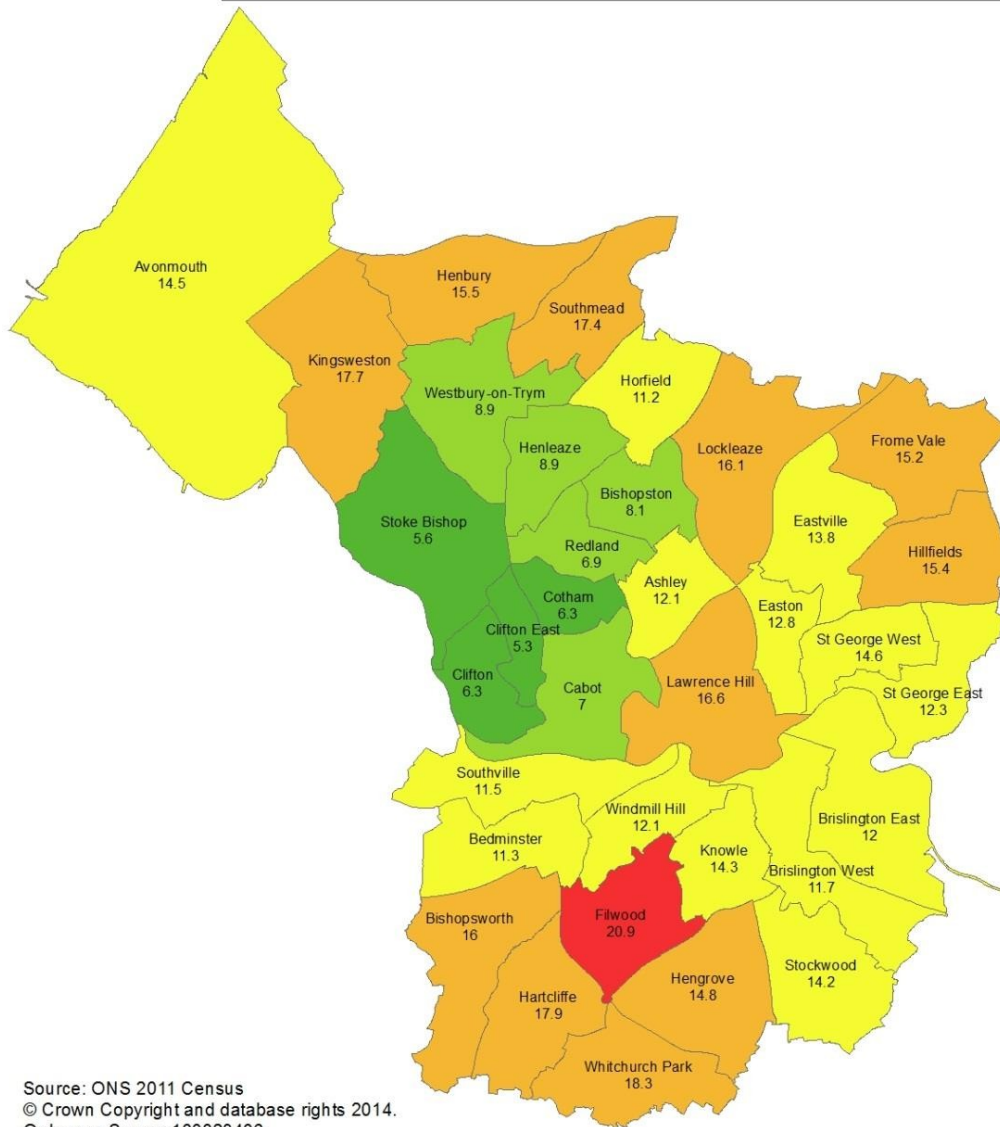 Avonmouth
14.5
Henbury
15.5
Southmead
17.4
Kingsweston
17.7
Westbury-on-Trym
8.9
Horfield
11.2
Henleaze
8.9
Lockleaze
16.1
Frome Vale
15.2
Bishopston
8.1
Stoke Bishop
5.6
Eastville
13.8
Redland
6.9
Hillfields
15.4
Ashley
12.1
Cotham
6.3
Easton
12.8
Clifton East
5.3
St George West
14.6
Clifton
6.3
Cabot
7
Lawrence Hill
16.6
St George East
12.3
Southville
11.5
Windmill Hill
12.1
Brislington East
12
Bedminster
11.3
Knowle
14.3
Brislington West
11.7
Filwood
20.9
Bishopsworth
16
Stockwood
14.2
Hengrove
14.8
Hartcliffe
17.9
Whitchurch Park
18.3
Source: ONS 2011 Census
© Crown Copyright and database rights 2014.